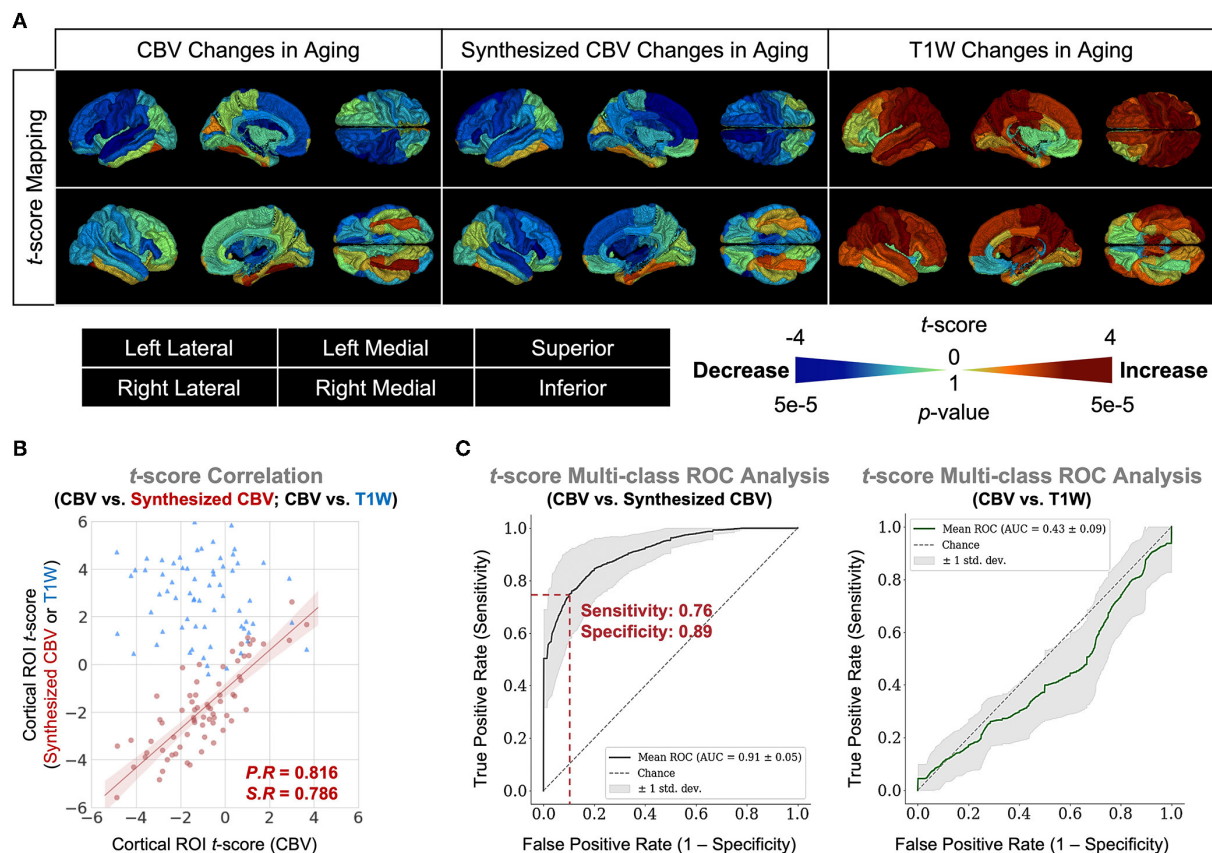 A
CBV Changes in Aging
Synthesized CBV Changes in Aging
T1W Changes in Aging
t-score Mapping
Left Lateral
Left Medial
Superior
Right Lateral
Right Medial
Inferior
t-score
-4
0
4
Decrease
Increase
5e-5
1
5e-5
p-value
B
t-score Correlation
(CBV vs. Synthesized CBV; CBV vs. T1W)
Cortical ROI t-score
(Synthesized CBV or T1W)
6
4
2
0
−2
−4
−6
P.R = 0.816
S.R = 0.786
−6
−4
−2
0
2
4
6
Cortical ROI t-score (CBV)
C
t-score Multi-class ROC Analysis
(CBV vs. Synthesized CBV)
True Positive Rate (Sensitivity)
1.0
0.8
0.6
0.4
0.2
0.0
Sensitivity: 0.76
Specificity: 0.89
Mean ROC (AUC = 0.91 ± 0.05)
Chance
± 1 std. dev.
0.0
0.2
0.4
0.6
0.8
1.0
False Positive Rate (1 – Specificity)
t-score Multi-class ROC Analysis
(CBV vs. T1W)
True Positive Rate (Sensitivity)
1.0
0.8
0.6
0.4
0.2
0.0
Mean ROC (AUC = 0.43 ± 0.09)
Chance
± 1 std. dev.
0.0
0.2
0.4
0.6
0.8
1.0
False Positive Rate (1 – Specificity)